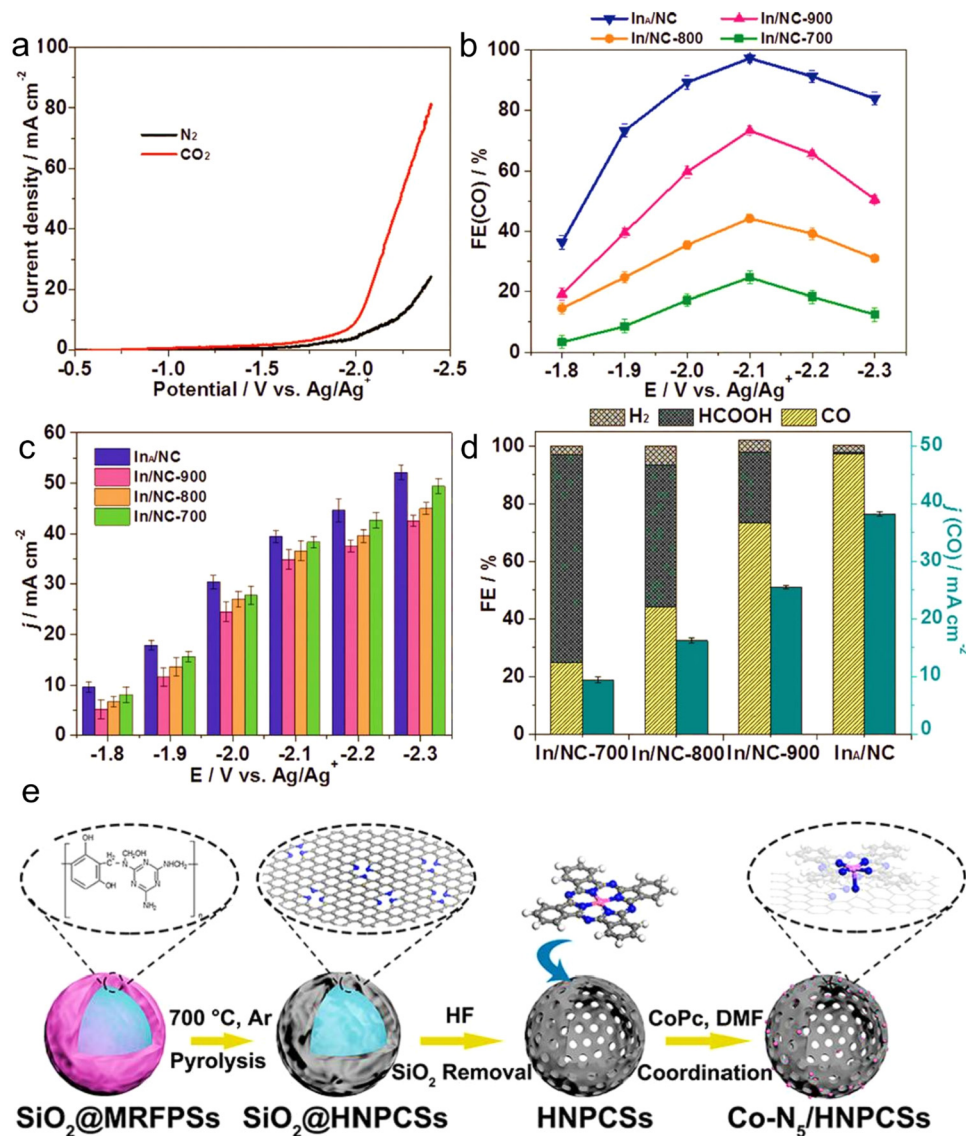 a
Current density / mA cm⁻²
100
80
60
40
20
0
N₂
CO₂
-0.5
-1.0
-1.5
-2.0
-2.5
Potential / V vs. Ag/Ag⁺
b
Inₐ/NC
In/NC-900
In/NC-800
In/NC-700
FE(CO) / %
100
80
60
40
20
0
-1.8
-1.9
-2.0
-2.1
-2.2
-2.3
E / V vs. Ag/Ag⁺
c
j / mA cm⁻²
60
50
40
30
20
10
0
Inₐ/NC
In/NC-900
In/NC-800
In/NC-700
-1.8
-1.9
-2.0
-2.1
-2.2
-2.3
E / V vs. Ag/Ag⁺
d
H₂
HCOOH
CO
FE / %
100
80
60
40
20
0
50
40
30
20
10
0
j (CO) / mA cm⁻²
In/NC-700
In/NC-800
In/NC-900
Inₐ/NC
e
OH
OH
H₂
C
CH₂OH
N
N
N
N
NHCH₂
NH₂
n
700 °C, Ar
Pyrolysis
HF
SiO₂ Removal
CoPc, DMF
Coordination
SiO₂@MRFPSs
SiO₂@HNPCSs
HNPCSs
Co-N₅/HNPCSs